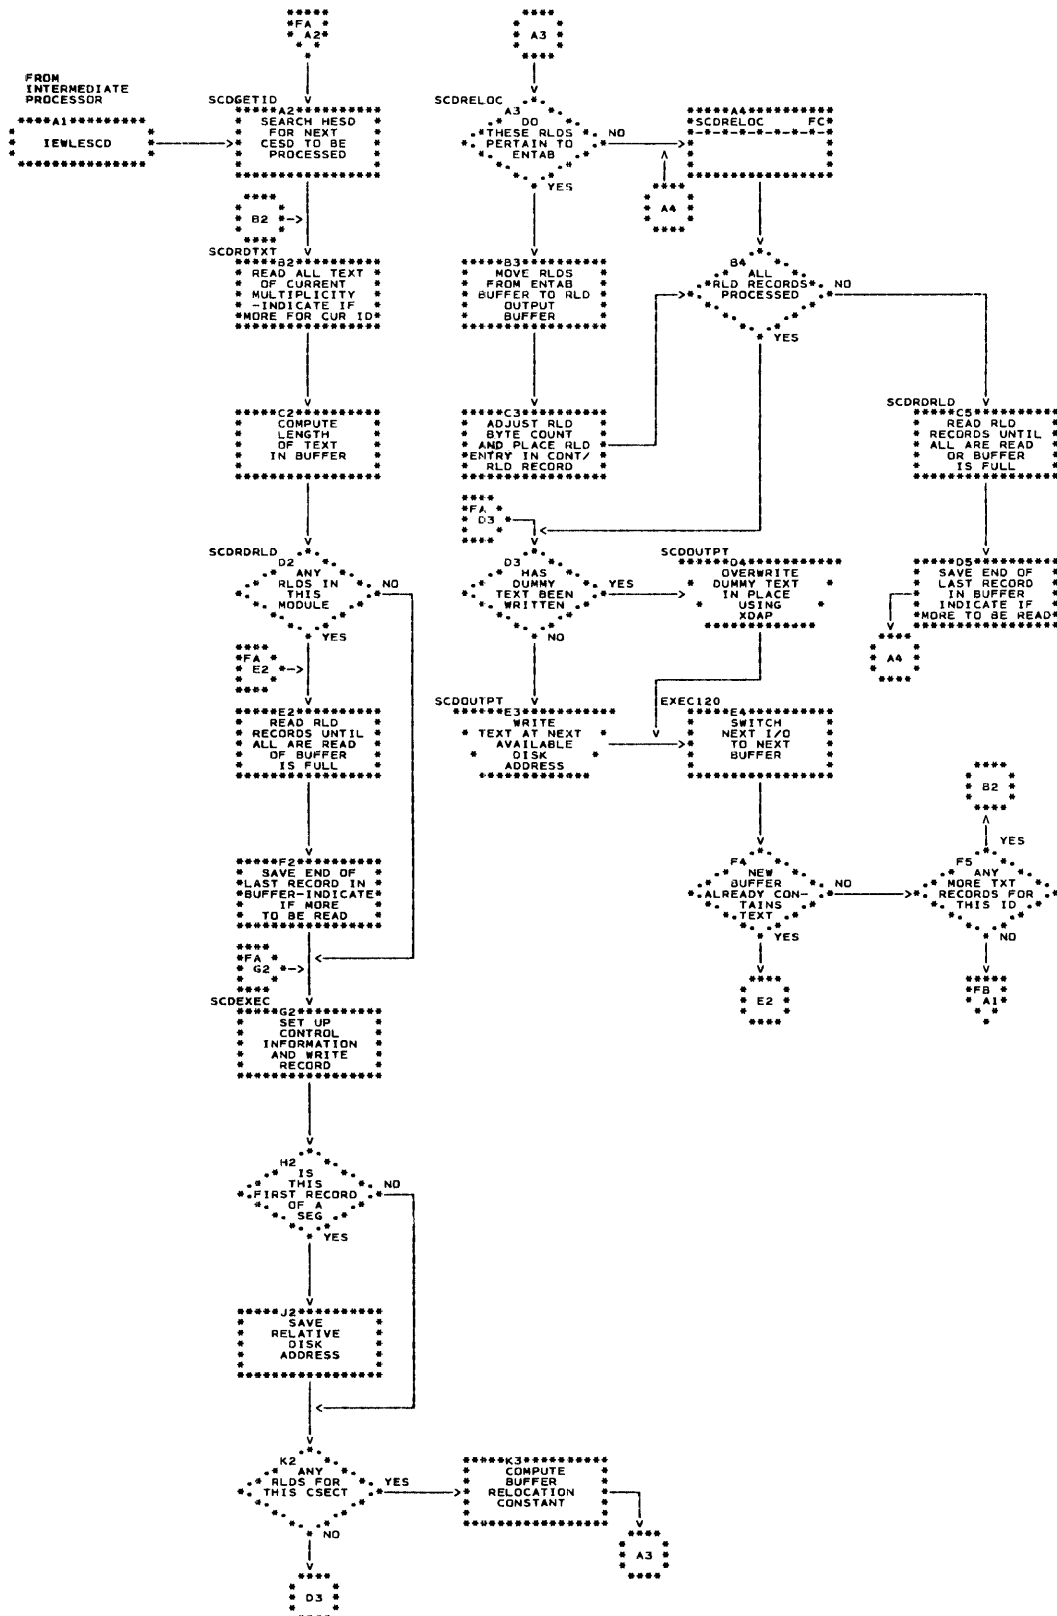 FA
A2
FROM
INTERMEDIATE
PROCESSOR
A1
IEWLESCD
SCDGETID
A2
SEARCH HESD
FOR NEXT
CESD TO BE
PROCESSED
B2
SCDRDTXT
B2
READ ALL TEXT
OF CURRENT
MULTIPLICITY
-INDICATE IF
MORE FOR CUR ID
C2
COMPUTE
LENGTH
OF TEXT
IN BUFFER
SCDRDRLD
D2
ANY
RLDS IN
THIS
MODULE
NO
YES
FA
E2
E2
READ RLD
RECORDS UNTIL
ALL ARE READ
OF BUFFER
IS FULL
F2
SAVE END OF
LAST RECORD IN
BUFFER-INDICATE
IF MORE
TO BE READ
FA
G2
SCDEXEC
G2
SET UP
CONTROL
INFORMATION
AND WRITE
RECORD
H2
IS
THIS
FIRST RECORD
OF A
SEG
NO
YES
J2
SAVE
RELATIVE
DISK
ADDRESS
K2
ANY
RLDS FOR
THIS CSECT
YES
NO
D3
K3
COMPUTE
BUFFER
RELOCATION
CONSTANT
A3
A3
SCDRELOC
A3
DO
THESE RLDS
PERTAIN TO
ENTAB
NO
YES
A4
SCDRELOC FC
A4
B3
MOVE RLDS
FROM ENTAB
BUFFER TO RLD
OUTPUT
BUFFER
B4
ALL
RLD RECORDS
PROCESSED
NO
YES
C3
ADJUST RLD
BYTE COUNT
AND PLACE RLD
ENTRY IN CONT/
RLD RECORD
SCDRDRLD
C5
READ RLD
RECORDS UNTIL
ALL ARE READ
OR BUFFER
IS FULL
FA
D3
D3
HAS
DUMMY
TEXT BEEN
WRITTEN
YES
NO
SCDOUTPT
D4
OVERWRITE
DUMMY TEXT
IN PLACE
USING
XDAP
D5
SAVE END OF
LAST RECORD
IN BUFFER
INDICATE IF
MORE TO BE READ
A4
SCDOUTPT
E3
WRITE
TEXT AT NEXT
AVAILABLE
DISK
ADDRESS
EXEC120
E4
SWITCH
NEXT I/O
TO NEXT
BUFFER
B2
F4
NEW
BUFFER
ALREADY CON-
TAINS
TEXT
NO
YES
F5
ANY
MORE TXT
RECORDS FOR
THIS ID
YES
NO
E2
FB
A1